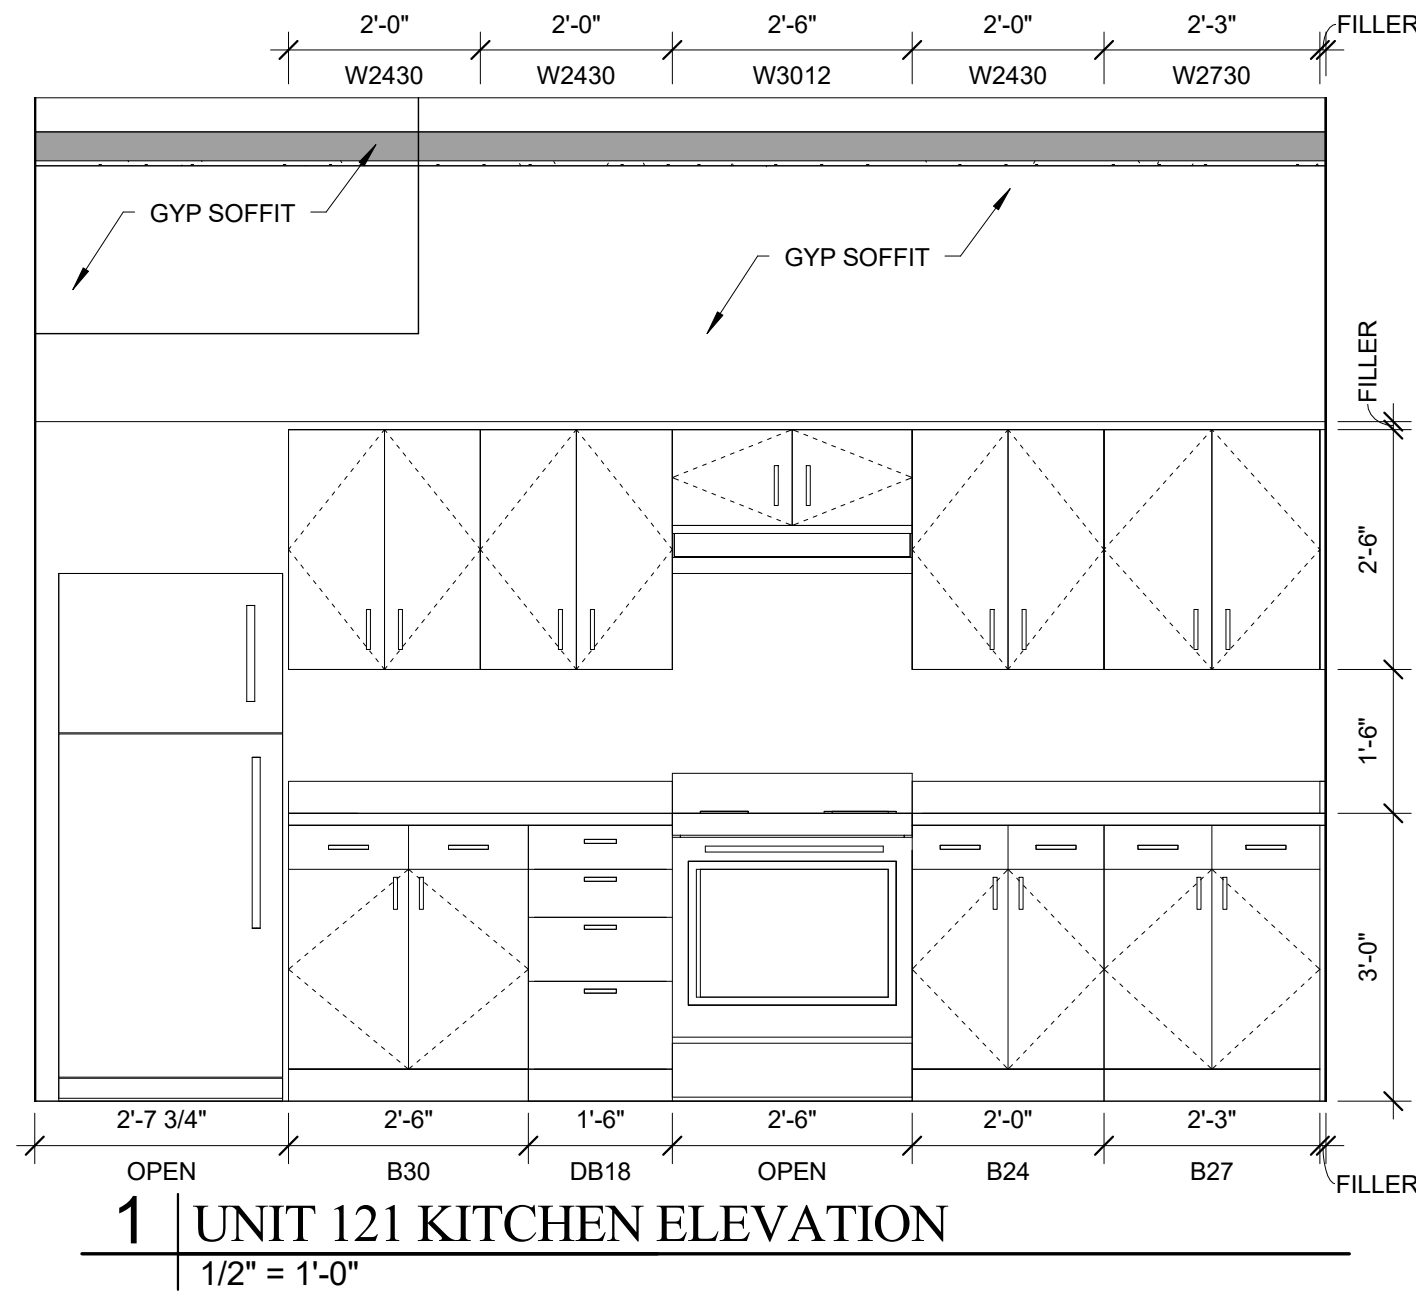 2'-0" 2'-0" 2'-6" 2'-0" 2'-3" FILLER
W2430 W2430 W3012 W2430 W2730
GYP SOFFIT
GYP SOFFIT
FILLER
2'-6"
1'-6"
3'-0"
2'-7 3/4" 2'-6" 1'-6" 2'-6" 2'-0" 2'-3"
OPEN B30 DB18 OPEN B24 B27 FILLER
1 UNIT 121 KITCHEN ELEVATION
1/2" = 1'-0"